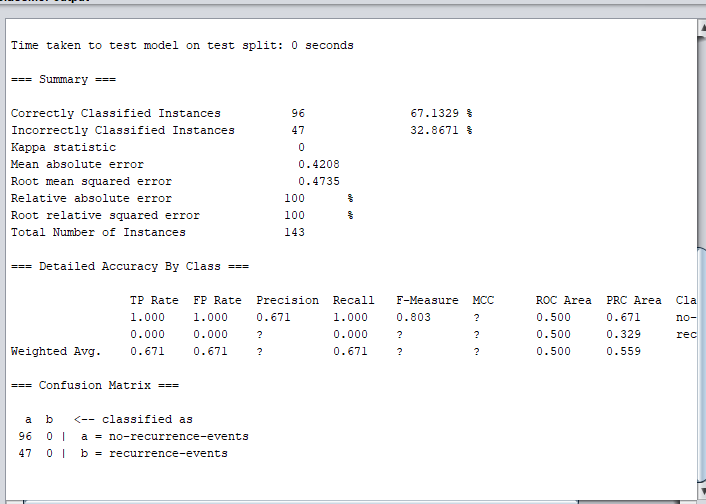 Time taken to test model on test split: 0 seconds
=== Summary ===
Correctly Classified Instances 96 67.1329 %
Incorrectly Classified Instances 47 32.8671 %
Kappa statistic 0
Mean absolute error 0.4208
Root mean squared error 0.4735
Relative absolute error 100 %
Root relative squared error 100 %
Total Number of Instances 143
=== Detailed Accuracy By Class ===
TP Rate FP Rate Precision Recall F-Measure MCC ROC Area PRC Area Cla
1.000 1.000 0.671 1.000 0.803 ? 0.500 0.671 no-
0.000 0.000 ? 0.000 ? ? 0.500 0.329 rec
Weighted Avg. 0.671 0.671 ? 0.671 ? ? 0.500 0.559
=== Confusion Matrix ===
a b <-- classified as
96 0 | a = no-recurrence-events
47 0 | b = recurrence-events